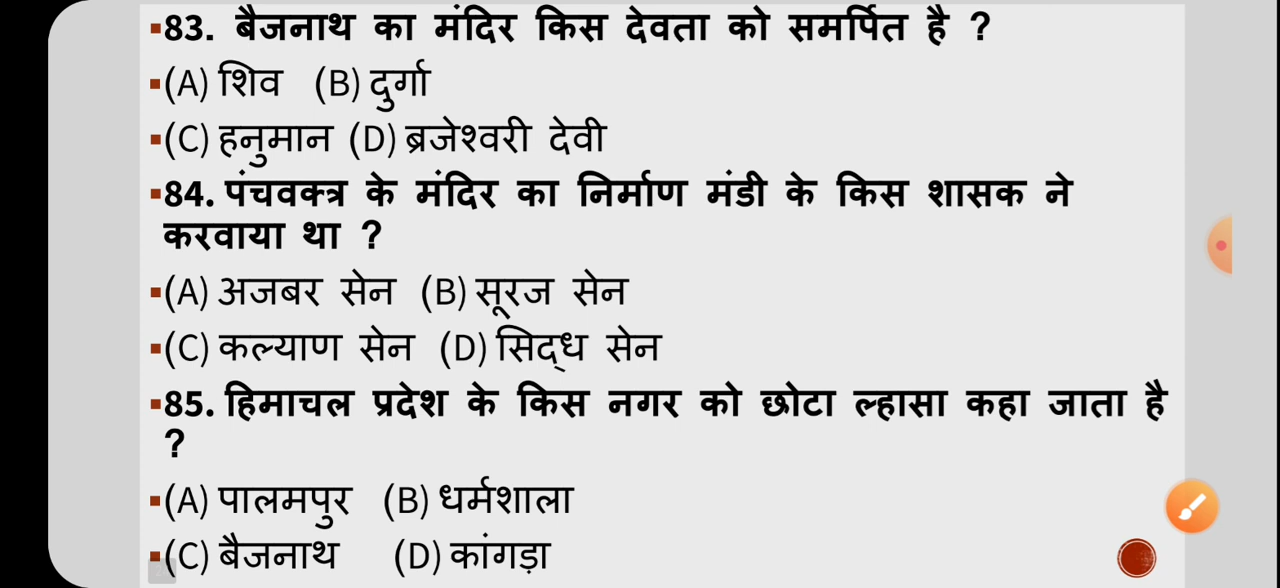 ▪83. बैजनाथ का मंदिर किस देवता को समर्पित है ?
▪(A) शिव (B) दुर्गा
▪(C) हनुमान (D) ब्रजेश्वरी देवी
▪84. पंचवक्त्र के मंदिर का निर्माण मंडी के किस शासक ने
करवाया था ?
▪(A) अजबर सेन (B) सूरज सेन
▪(C) कल्याण सेन (D) सिद्ध सेन
▪85. हिमाचल प्रदेश के किस नगर को छोटा ल्हासा कहा जाता है
?
▪(A) पालमपुर (B) धर्मशाला
▪(C) बैजनाथ (D) कांगड़ा